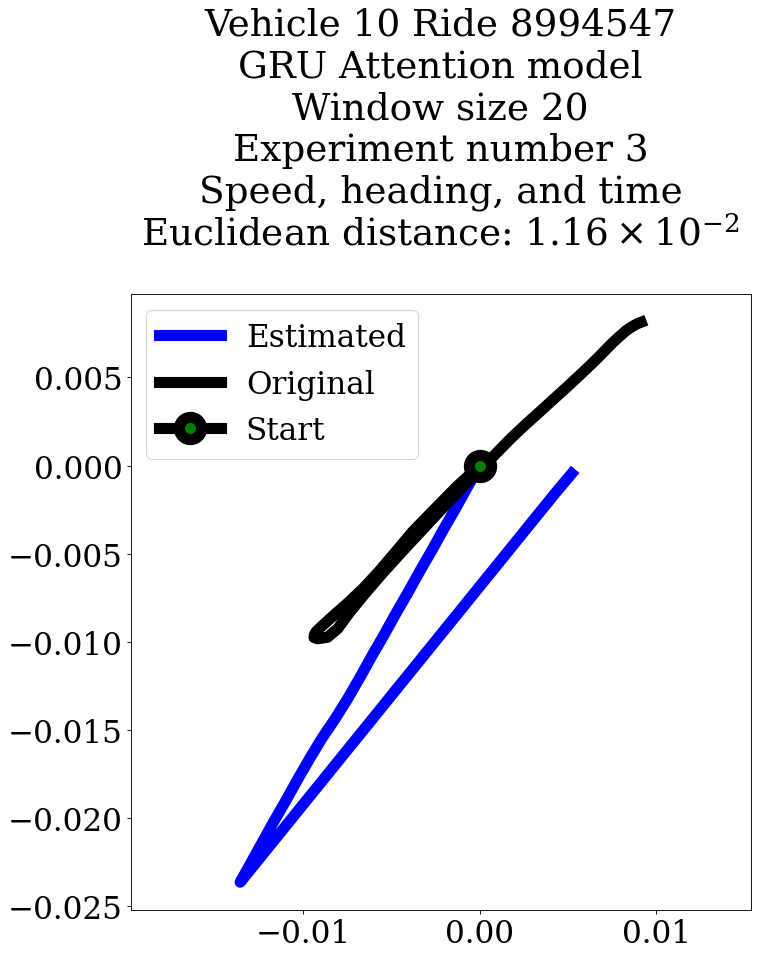 Vehicle 10 Ride 8994547
GRU Attention model
Window size 20
Experiment number 3
Speed, heading, and time
Euclidean distance: 1.16 × 10⁻²
Estimated
Original
Start
0.005
0.000
−0.005
−0.010
−0.015
−0.020
−0.025
−0.01
0.00
0.01